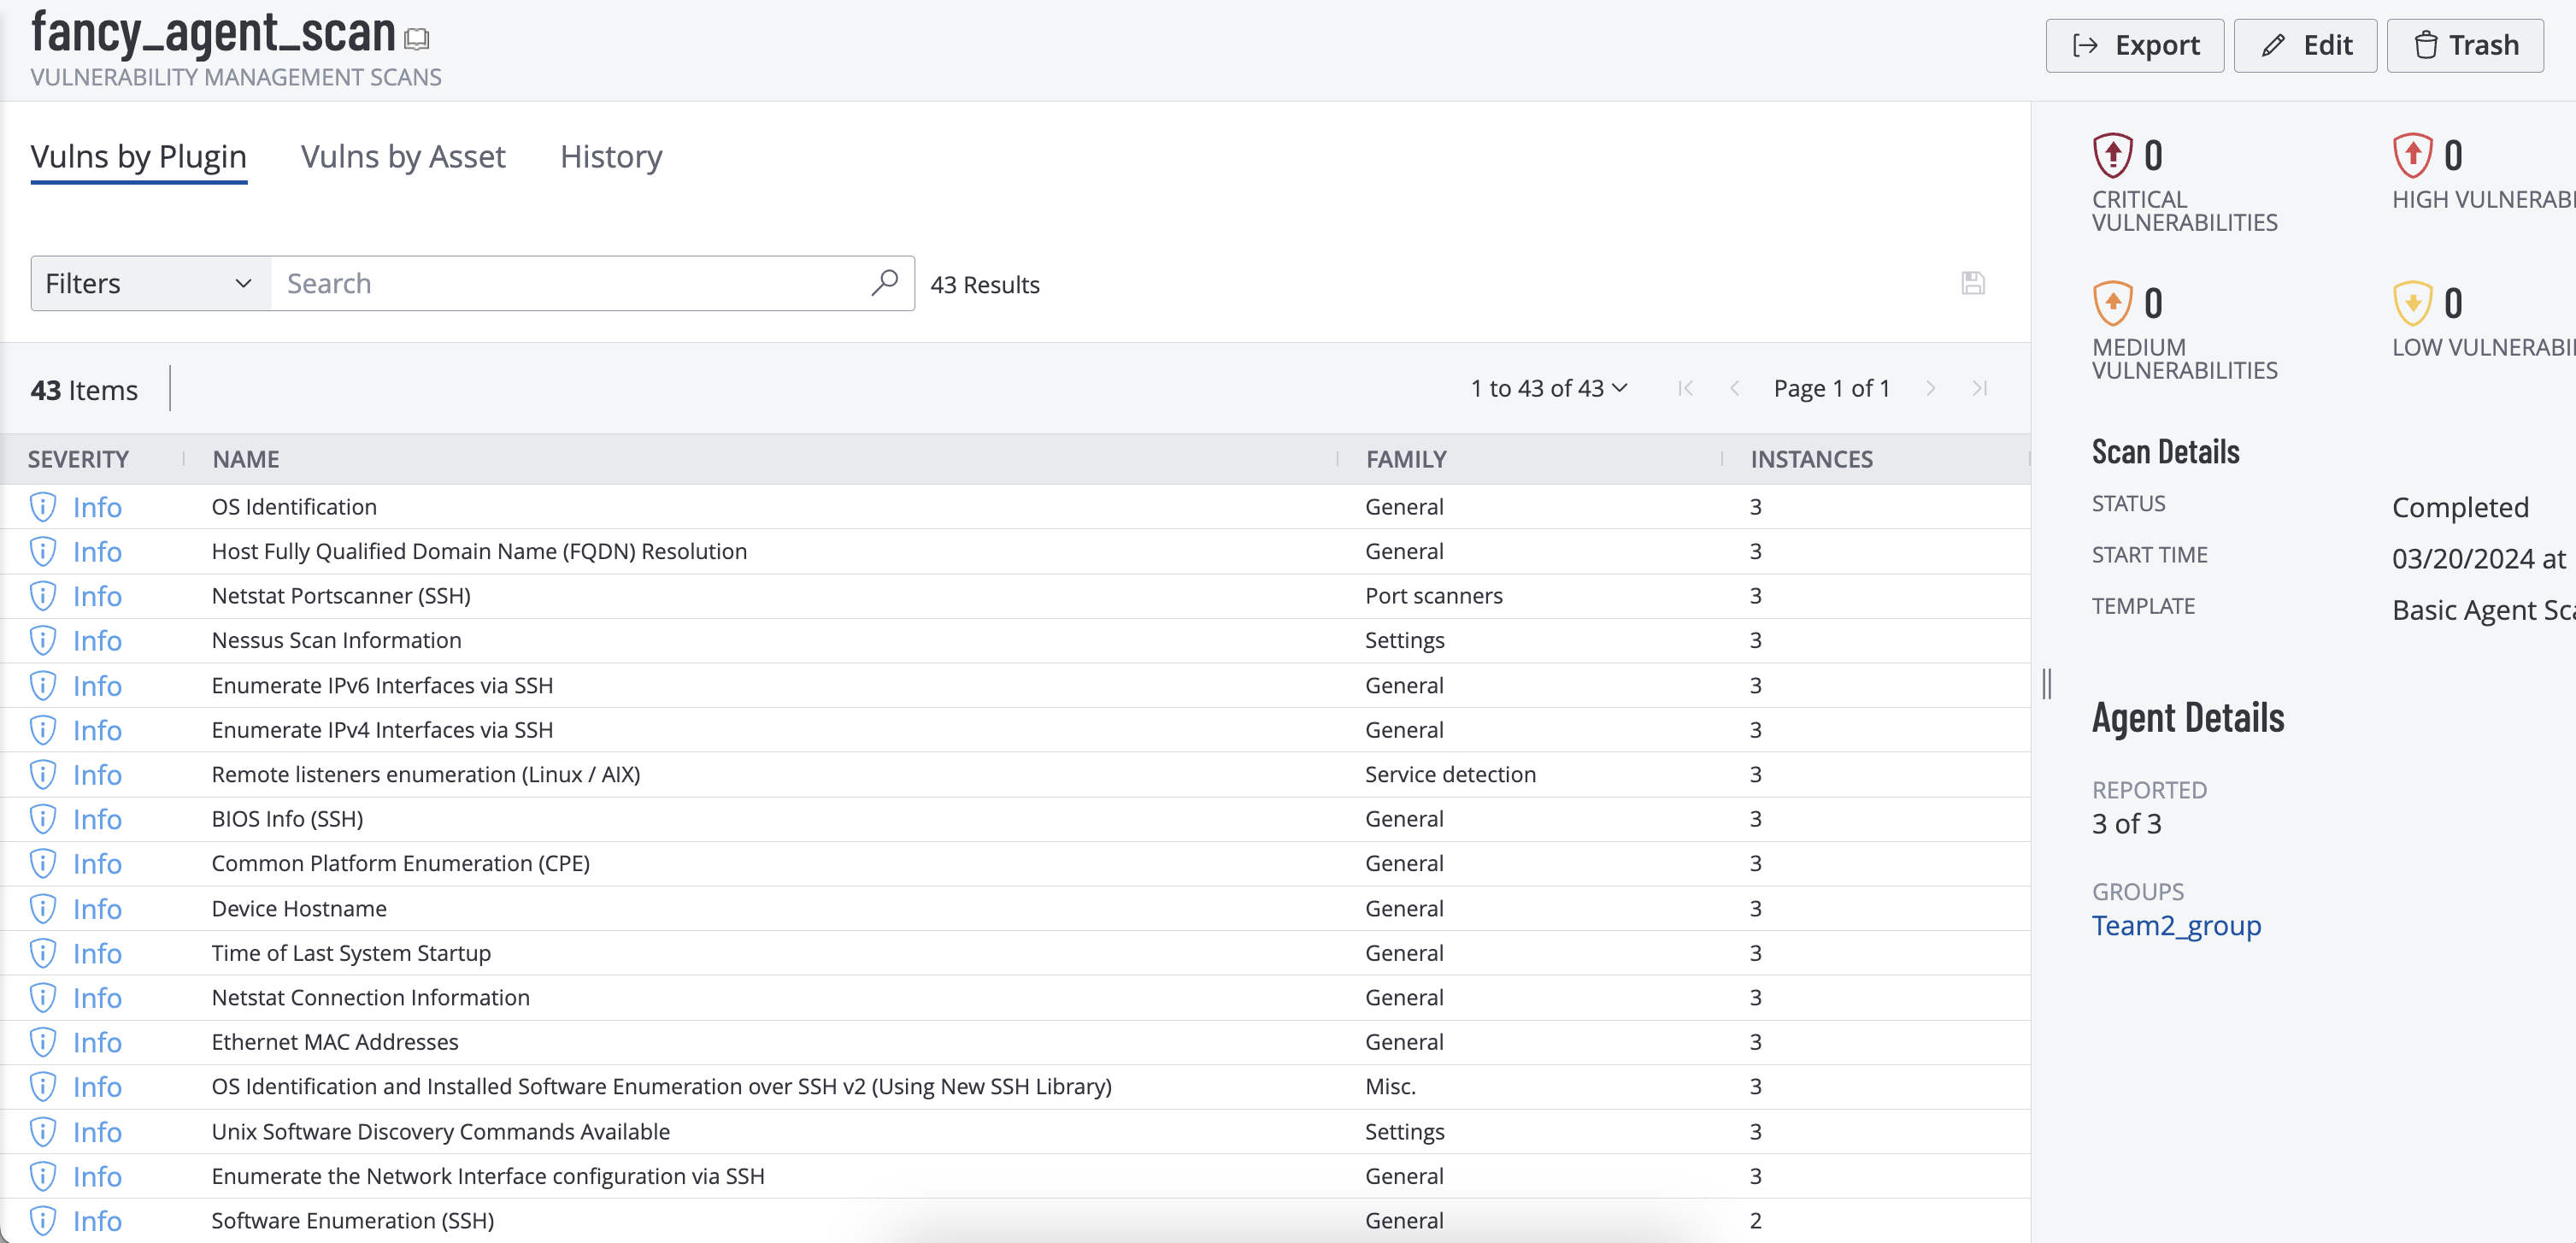 fancy_agent_scan
VULNERABILITY MANAGEMENT SCANS
Export Edit Trash
Vulns by Plugin Vulns by Asset History
Filters Search 43 Results
43 Items 1 to 43 of 43 Page 1 of 1
SEVERITY NAME FAMILY INSTANCES
Info OS Identification General 3
Info Host Fully Qualified Domain Name (FQDN) Resolution General 3
Info Netstat Portscanner (SSH) Port scanners 3
Info Nessus Scan Information Settings 3
Info Enumerate IPv6 Interfaces via SSH General 3
Info Enumerate IPv4 Interfaces via SSH General 3
Info Remote listeners enumeration (Linux / AIX) Service detection 3
Info BIOS Info (SSH) General 3
Info Common Platform Enumeration (CPE) General 3
Info Device Hostname General 3
Info Time of Last System Startup General 3
Info Netstat Connection Information General 3
Info Ethernet MAC Addresses General 3
Info OS Identification and Installed Software Enumeration over SSH v2 (Using New SSH Library) Misc. 3
Info Unix Software Discovery Commands Available Settings 3
Info Enumerate the Network Interface configuration via SSH General 3
Info Software Enumeration (SSH) General 2
0 0
CRITICAL HIGH
VULNERABILITIES
0 0
MEDIUM LOW
VULNERABILITIES
Scan Details
STATUS Completed
START TIME 03/20/2024 at
TEMPLATE Basic Agent
Agent Details
REPORTED
3 of 3
GROUPS
Team2_group